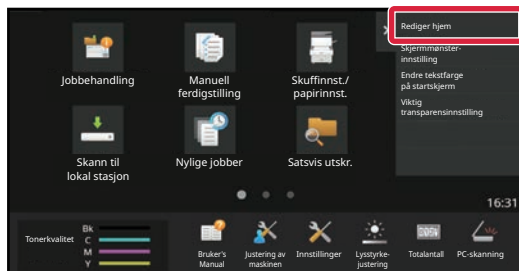 Rediger hjem
Skjermmønster-
innstilling
Endre tekstfarge
på startskjerm
Viktig
transparensinnstilling
Jobbehandling
Manuell
ferdigstilling
Skuffinnst./
papirinnst.
Skann til
lokal stasjon
Nylige jobber
Satsvis utskr.
16:31
Tonerkvalitet
Bk
C
M
Y
Bruker's
Manual
Justering av
maskinen
Innstillinger
Lysstyrke-
justering
Totalantall
PC-skanning